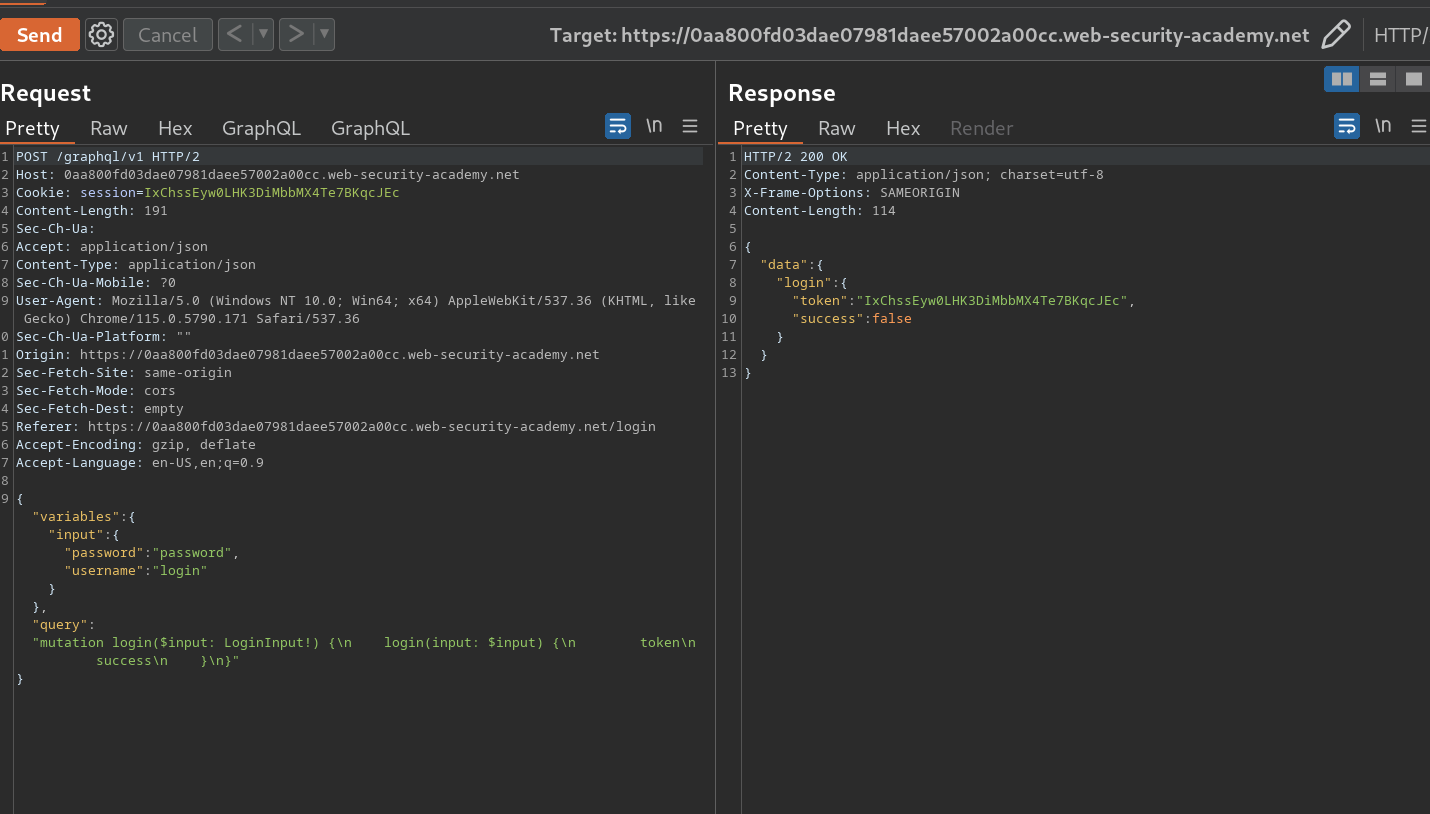 Send
Cancel
<
>
Target: https://0aa800fd03dae07981daee57002a00cc.web-security-academy.net
HTTP/
Request
Pretty Raw Hex GraphQL GraphQL
\n
1 POST /graphql/v1 HTTP/2
2 Host: 0aa800fd03dae07981daee57002a00cc.web-security-academy.net
3 Cookie: session=IxChssEyw0LHK3DiMbbMX4Te7BKqcJEc
4 Content-Length: 191
5 Sec-Ch-Ua:
6 Accept: application/json
7 Content-Type: application/json
8 Sec-Ch-Ua-Mobile: ?0
9 User-Agent: Mozilla/5.0 (Windows NT 10.0; Win64; x64) AppleWebKit/537.36 (KHTML, like
Gecko) Chrome/115.0.5790.171 Safari/537.36
0 Sec-Ch-Ua-Platform: ""
1 Origin: https://0aa800fd03dae07981daee57002a00cc.web-security-academy.net
2 Sec-Fetch-Site: same-origin
3 Sec-Fetch-Mode: cors
4 Sec-Fetch-Dest: empty
5 Referer: https://0aa800fd03dae07981daee57002a00cc.web-security-academy.net/login
6 Accept-Encoding: gzip, deflate
7 Accept-Language: en-US,en;q=0.9
8
9 {
"variables":{
"input":{
"password":"password",
"username":"login"
}
},
"query":
"mutation login($input: LoginInput!) {\n    login(input: $input) {\n        token\n
success\n    }\n}"
}
Response
Pretty Raw Hex Render
\n
1 HTTP/2 200 OK
2 Content-Type: application/json; charset=utf-8
3 X-Frame-Options: SAMEORIGIN
4 Content-Length: 114
5
6 {
7 "data":{
8 "login":{
9 "token":"IxChssEyw0LHK3DiMbbMX4Te7BKqcJEc",
10 "success":false
11 }
12 }
13 }